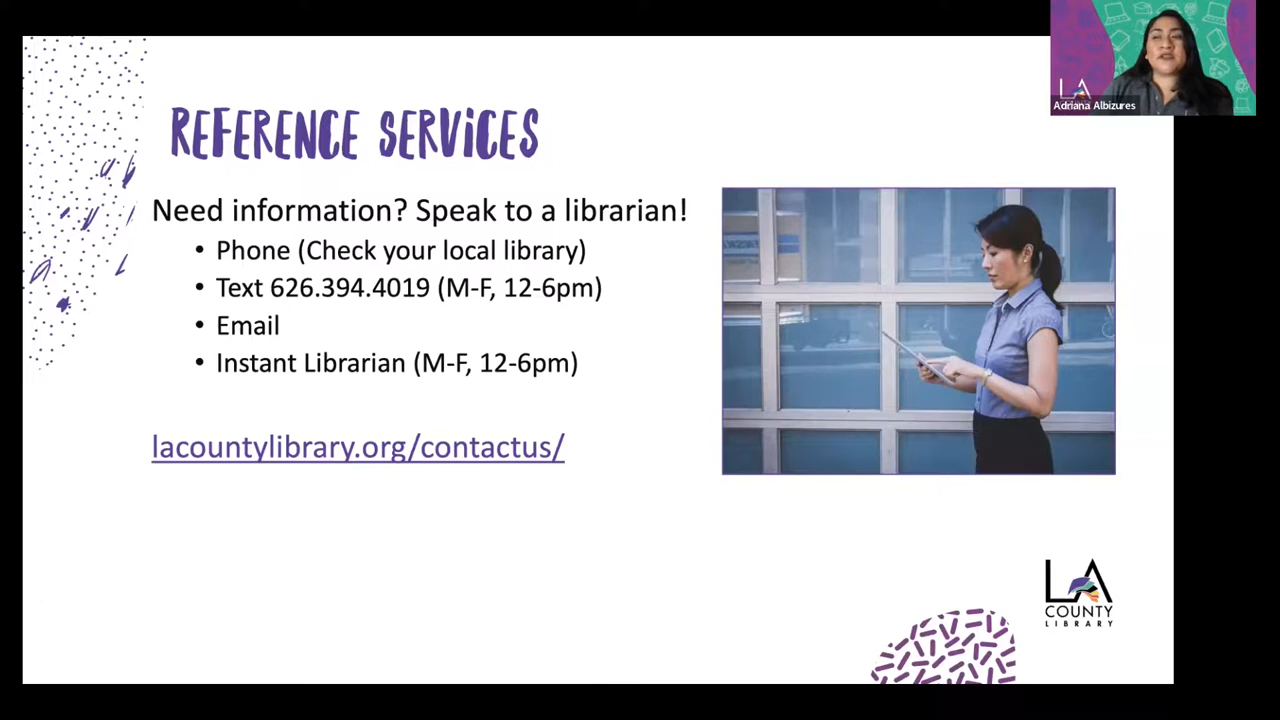 REFERENCE SERVICES
Need information? Speak to a librarian!
• Phone (Check your local library)
• Text 626.394.4019 (M-F, 12-6pm)
• Email
• Instant Librarian (M-F, 12-6pm)
lacountylibrary.org/contactus/
LA
Adriana Albizures
LA
COUNTY
LIBRARY